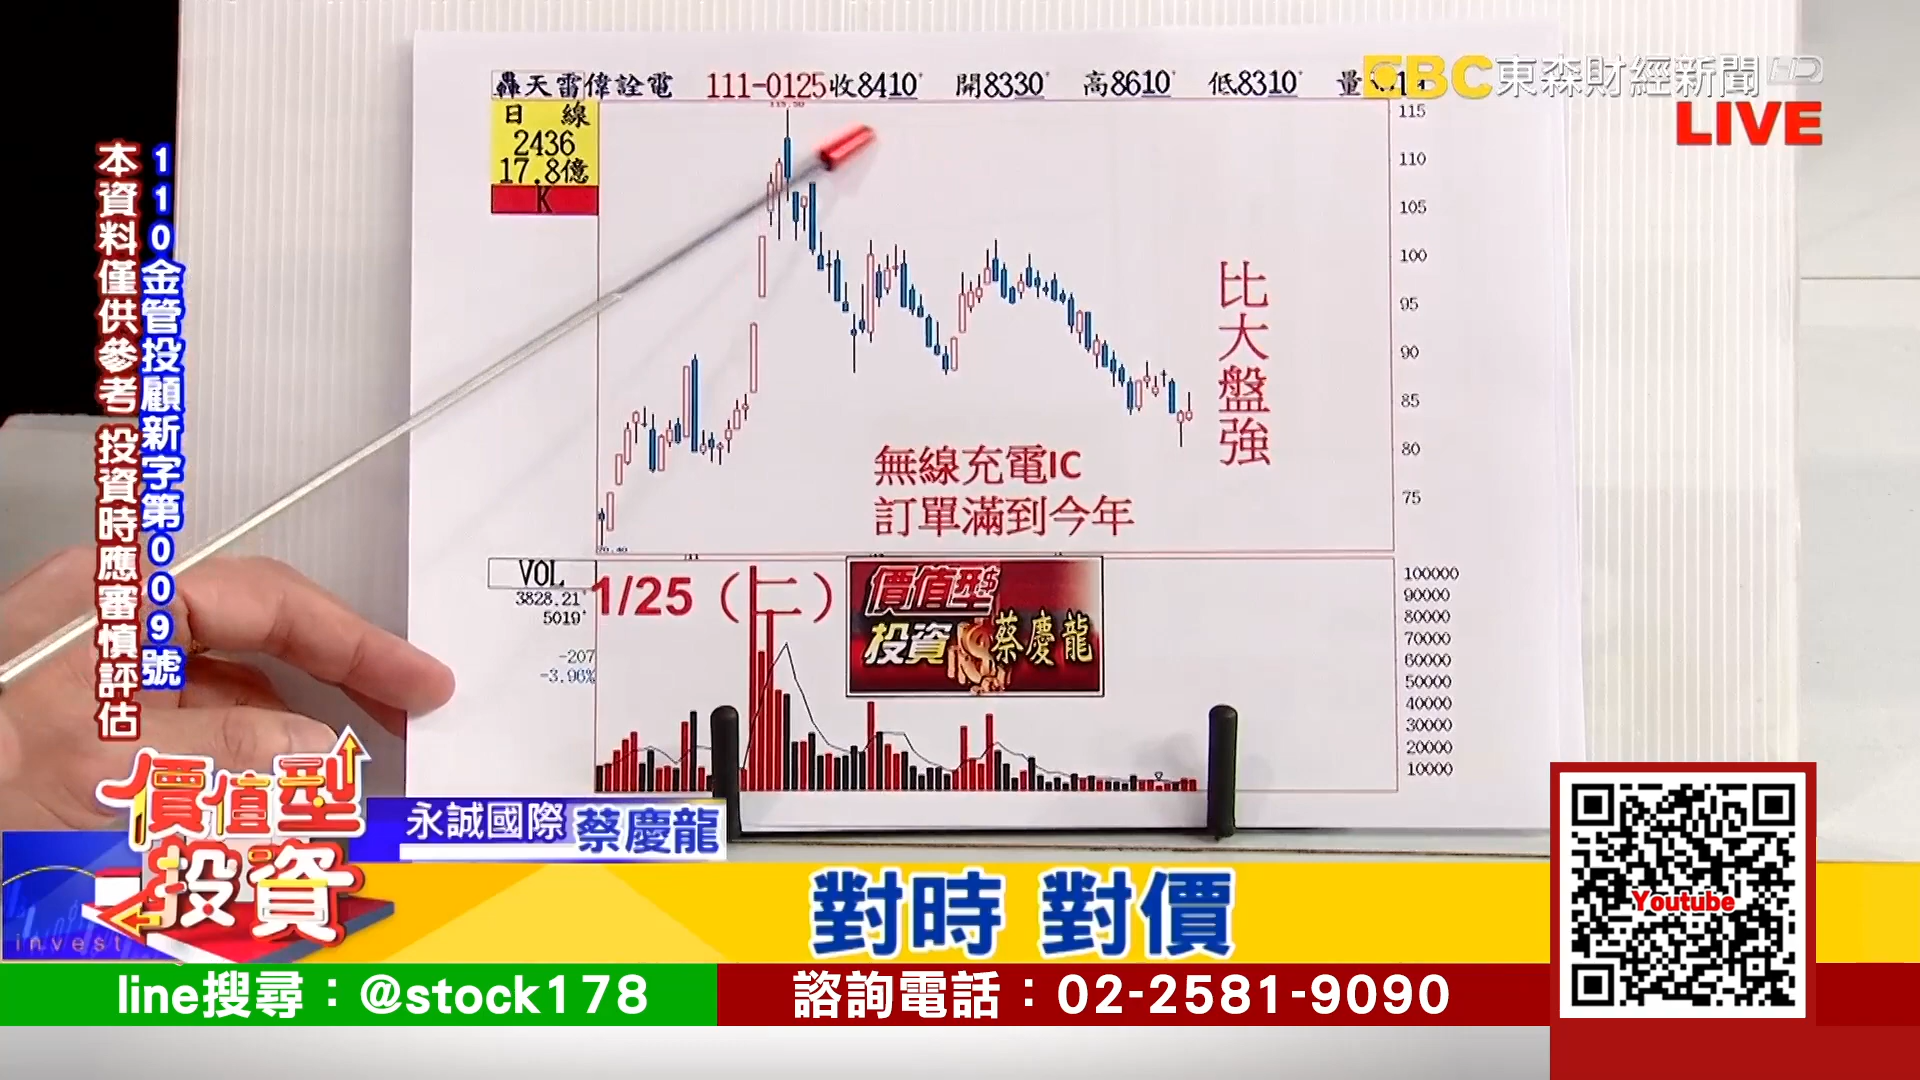 轟天雷偉詮電 111-0125收8410 開8330 高8610 低8310 量
EBC東森財經新聞HD
LIVE
日 線
2436
17.8億
K
115.50
115
110
105
100
95
90
85
80
75
比大盤強
無線充電IC
訂單滿到今年
VOL
3828.21
5019
-207
-3.96%
1/25（二）
價值型
投資
蔡慶龍
100000
90000
80000
70000
60000
50000
40000
30000
20000
10000
110金管投顧新字第009號
本資料僅供參考 投資時應審慎評估
價值型
投資
invest
永誠國際 蔡慶龍
對時 對價
Youtube
line搜尋：@stock178
諮詢電話：02-2581-9090